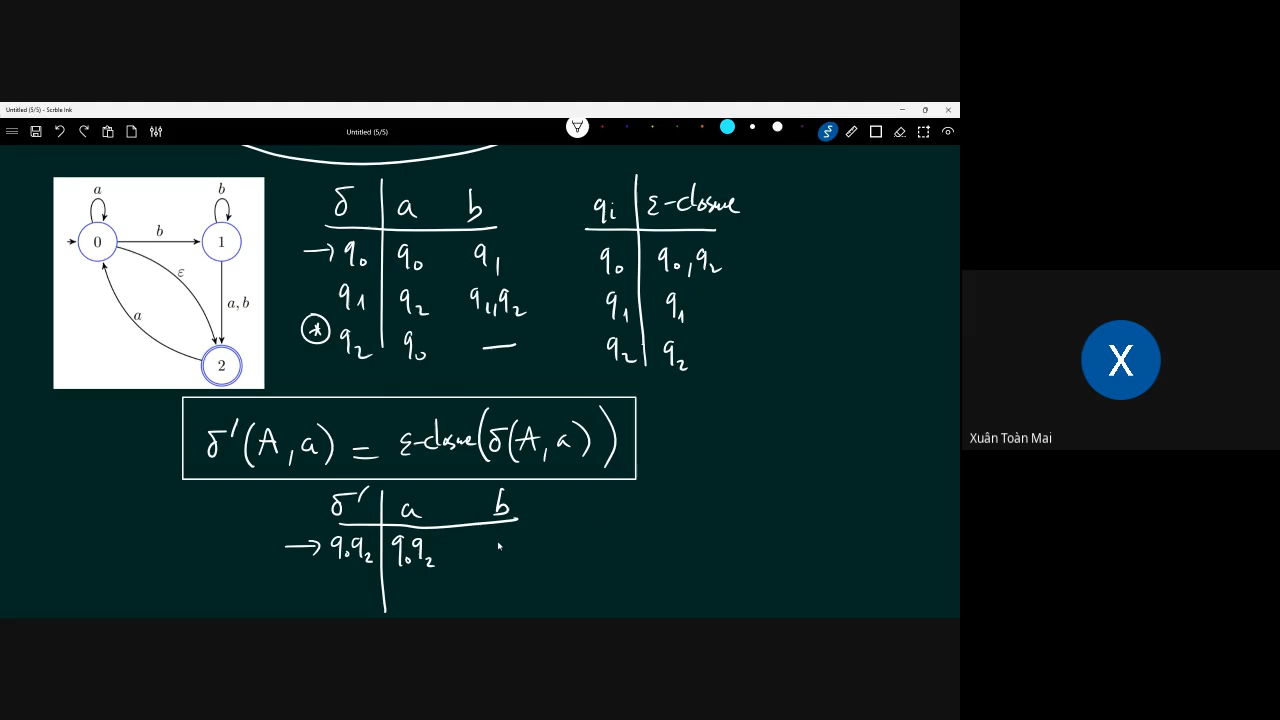 Untitled (5/5) - Scrble Ink
Untitled (5/5)
a
b
0
b
1
ε
a
a, b
2
δ a b
→ q₀ q₀ q₁
q₁ q₂ q₁,q₂
* q₂ q₀ —
qi ε-closure
q₀ q₀,q₂
q₁ q₁
q₂ q₂
δ'(A, a) = ε-closure(δ(A, a))
δ' a b
→ q₀q₂ q₀q₂
X
Xuân Toàn Mai